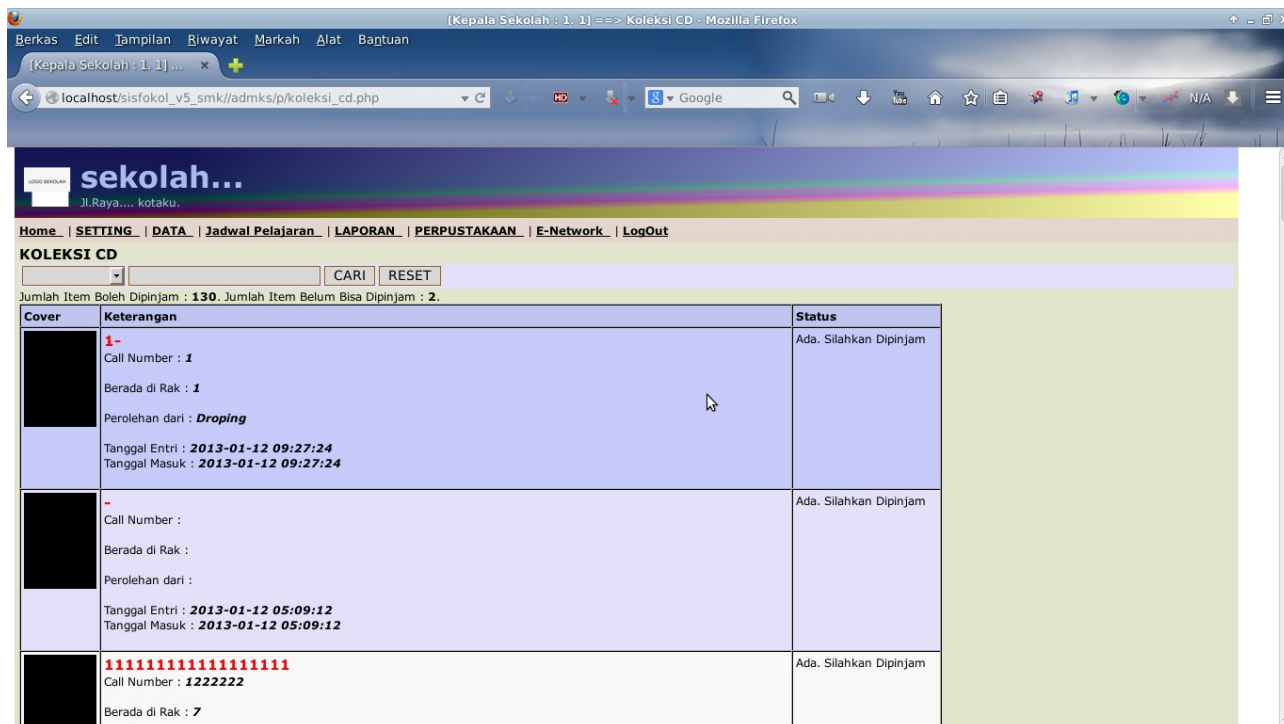 [Kepala Sekolah : 1. 1] ==> Koleksi CD - Mozilla Firefox
Berkas Edit Tampilan Riwayat Markah Alat Bantuan
[Kepala Sekolah : 1. 1] ...
localhost/sisfokol_v5_smk//admks/p/koleksi_cd.php HD 8 Google You Tube N/A
LOGO SEKOLAH
sekolah...
Jl.Raya.... kotaku.
Home | SETTING | DATA | Jadwal Pelajaran | LAPORAN | PERPUSTAKAAN | E-Network | LogOut
KOLEKSI CD
CARI RESET
Jumlah Item Boleh Dipinjam : 130. Jumlah Item Belum Bisa Dipinjam : 2.
Cover Keterangan Status
1- Ada. Silahkan Dipinjam
Call Number : 1
Berada di Rak : 1
Perolehan dari : Droping
Tanggal Entri : 2013-01-12 09:27:24
Tanggal Masuk : 2013-01-12 09:27:24
- Ada. Silahkan Dipinjam
Call Number :
Berada di Rak :
Perolehan dari :
Tanggal Entri : 2013-01-12 05:09:12
Tanggal Masuk : 2013-01-12 05:09:12
111111111111111111 Ada. Silahkan Dipinjam
Call Number : 1222222
Berada di Rak : 7